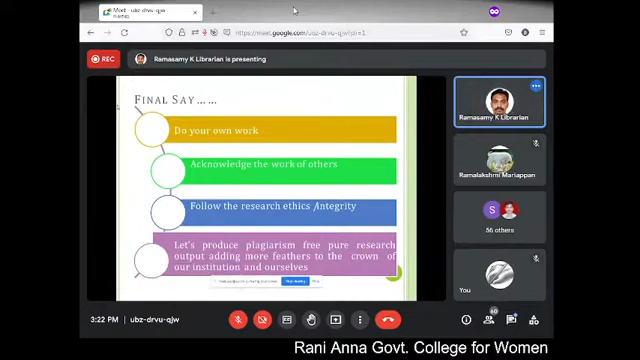 Meet - ubz-drvu-qjw
https://meet.google.com/ubz-drvu-qjw?pli=1
REC
Ramasamy K Librarian is presenting
FINAL SAY……
Do your own work
Acknowledge the work of others
Follow the research ethics /integrity
Let's produce plagiarism free pure research
output adding more feathers to the crown of
our institution and ourselves
Ramasamy K Librarian
Ramalakshmi Mariappan
S
56 others
You
3:22 PM
ubz-drvu-qjw
60
Rani Anna Govt. College for Women